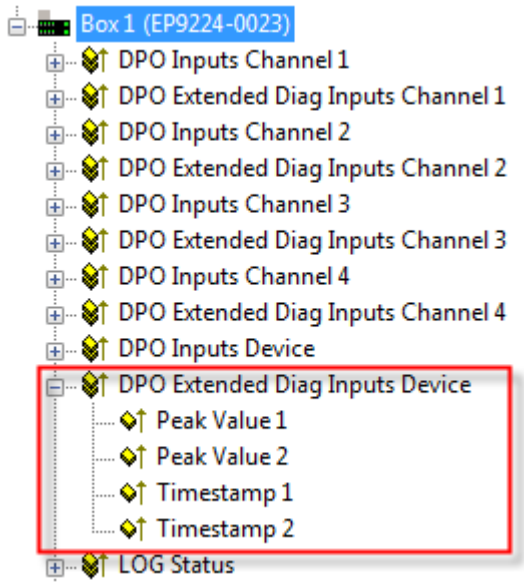 Box 1 (EP9224-0023)
DPO Inputs Channel 1
DPO Extended Diag Inputs Channel 1
DPO Inputs Channel 2
DPO Extended Diag Inputs Channel 2
DPO Inputs Channel 3
DPO Extended Diag Inputs Channel 3
DPO Inputs Channel 4
DPO Extended Diag Inputs Channel 4
DPO Inputs Device
DPO Extended Diag Inputs Device
Peak Value 1
Peak Value 2
Timestamp 1
Timestamp 2
LOG Status